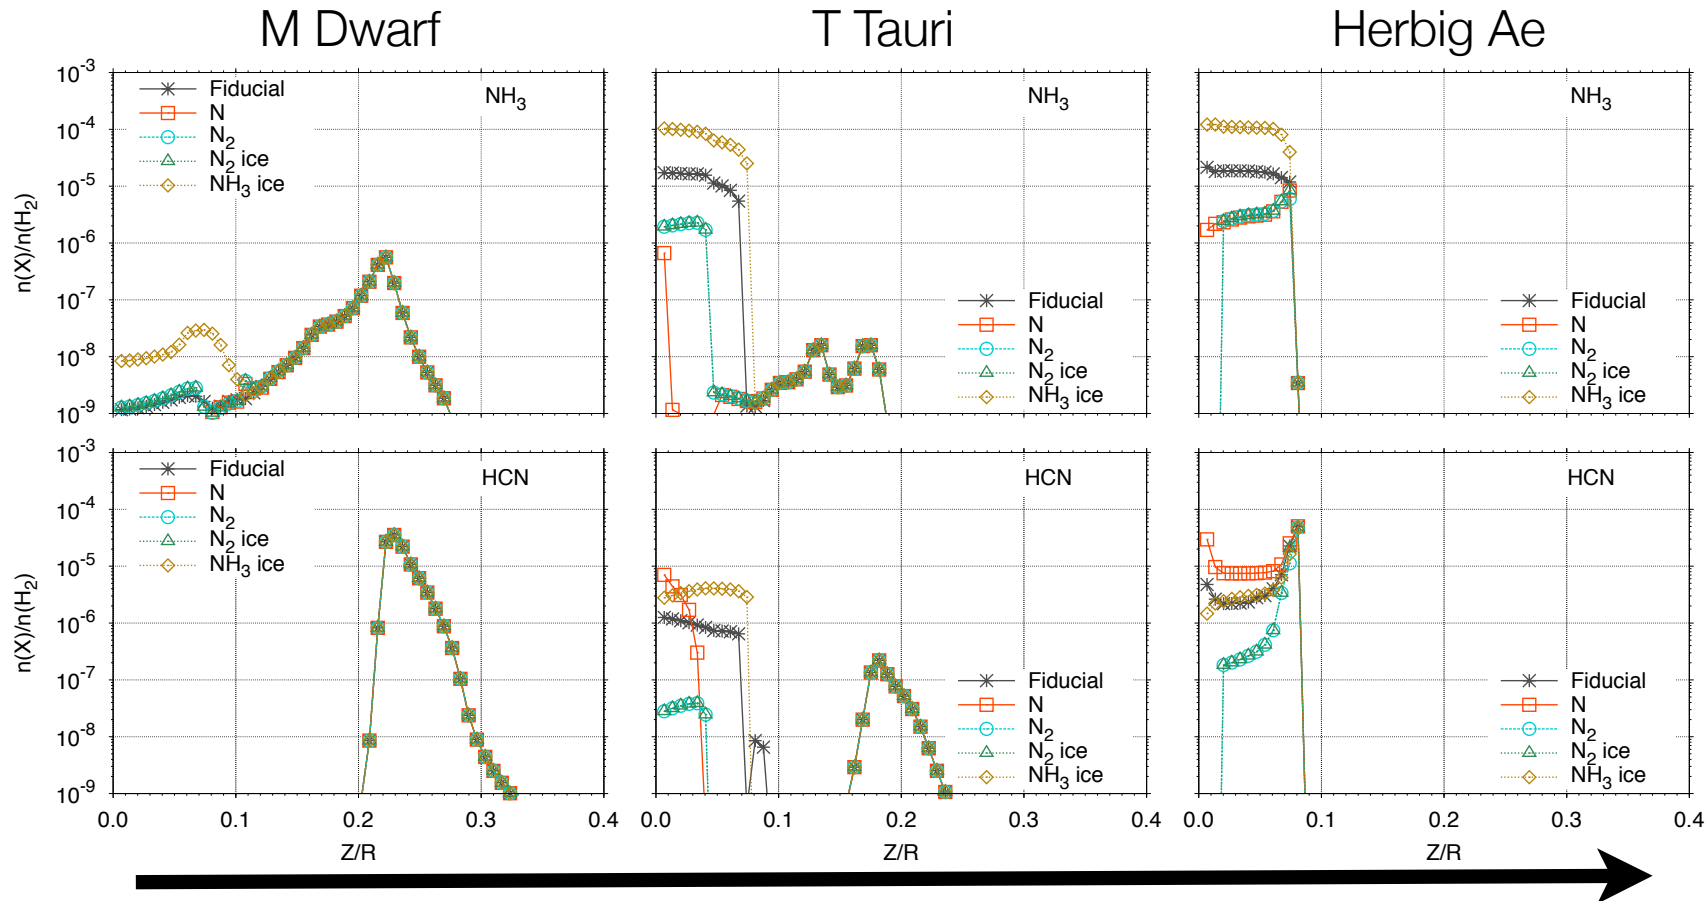 M Dwarf T Tauri Herbig Ae
10⁻³
10⁻⁴
10⁻⁵
10⁻⁶
10⁻⁷
10⁻⁸
10⁻⁹
n(X)/n(H₂)
Fiducial
N
N₂
N₂ ice
NH₃ ice
NH₃
NH₃
Fiducial
N
N₂
N₂ ice
NH₃ ice
NH₃
Fiducial
N
N₂
N₂ ice
NH₃ ice
10⁻³
10⁻⁴
10⁻⁵
10⁻⁶
10⁻⁷
10⁻⁸
10⁻⁹
n(X)/n(H₂)
Fiducial
N
N₂
N₂ ice
NH₃ ice
HCN
HCN
Fiducial
N
N₂
N₂ ice
NH₃ ice
HCN
Fiducial
N
N₂
N₂ ice
NH₃ ice
0.0 0.1 0.2 0.3 0.4 0.0 0.1 0.2 0.3 0.4 0.0 0.1 0.2 0.3 0.4
Z/R Z/R Z/R